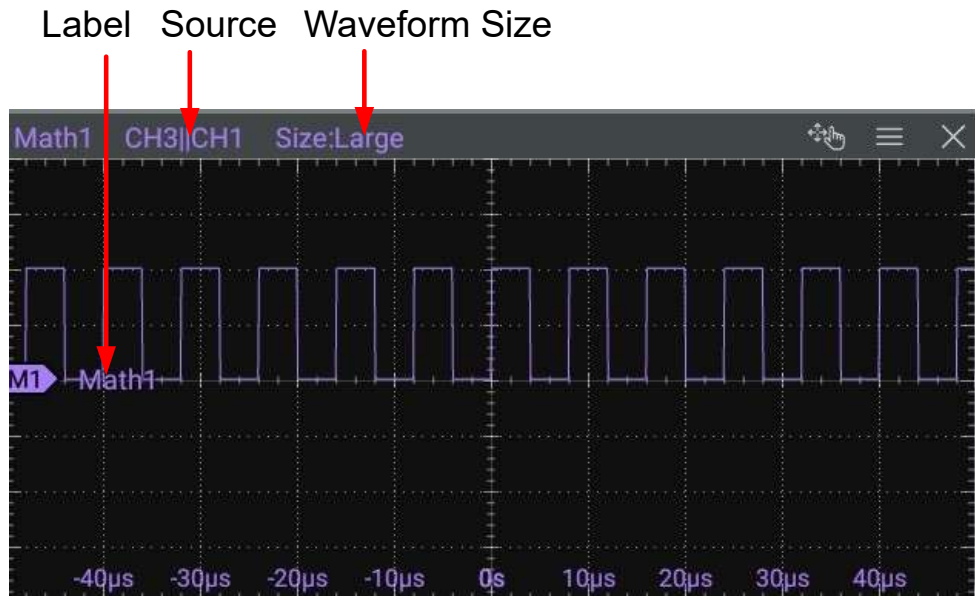 Label Source Waveform Size
Math1 CH3||CH1 Size:Large
M1 Math1
-40µs -30µs -20µs -10µs 0s 10µs 20µs 30µs 40µs